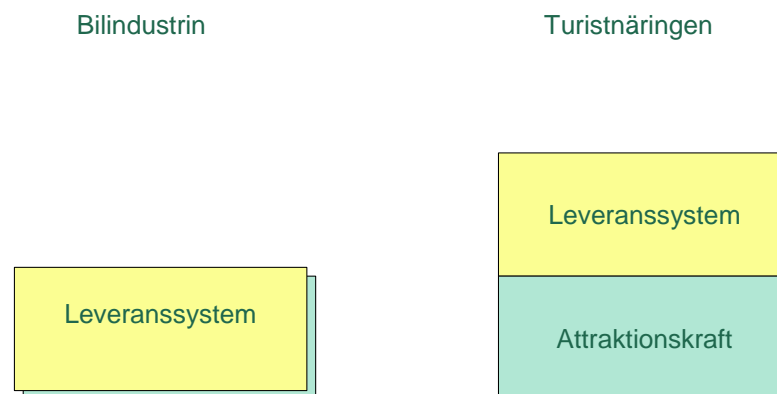 Bilindustrin
Turistnäringen
Leveranssystem
Leveranssystem
Attraktionskraft